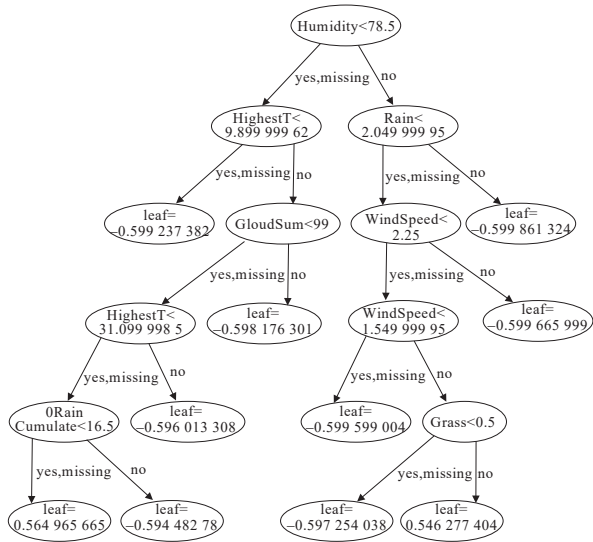 Humidity<78.5
yes,missing no
HighestT<
9.899 999 62
Rain<
2.049 999 95
yes,missing no
yes,missing no
leaf=
–0.599 237 382
GloudSum<99
WindSpeed<
2.25
leaf=
–0.599 861 324
yes,missing no
yes,missing no
HighestT<
31.099 998 5
leaf=
–0.598 176 301
WindSpeed<
1.549 999 95
leaf=
–0.599 665 999
yes,missing no
yes,missing no
0Rain
Cumulate<16.5
leaf=
–0.596 013 308
leaf=
–0.599 599 004
Grass<0.5
yes,missing no
yes,missing no
leaf=
0.564 965 665
leaf=
–0.594 482 78
leaf=
–0.597 254 038
leaf=
0.546 277 404